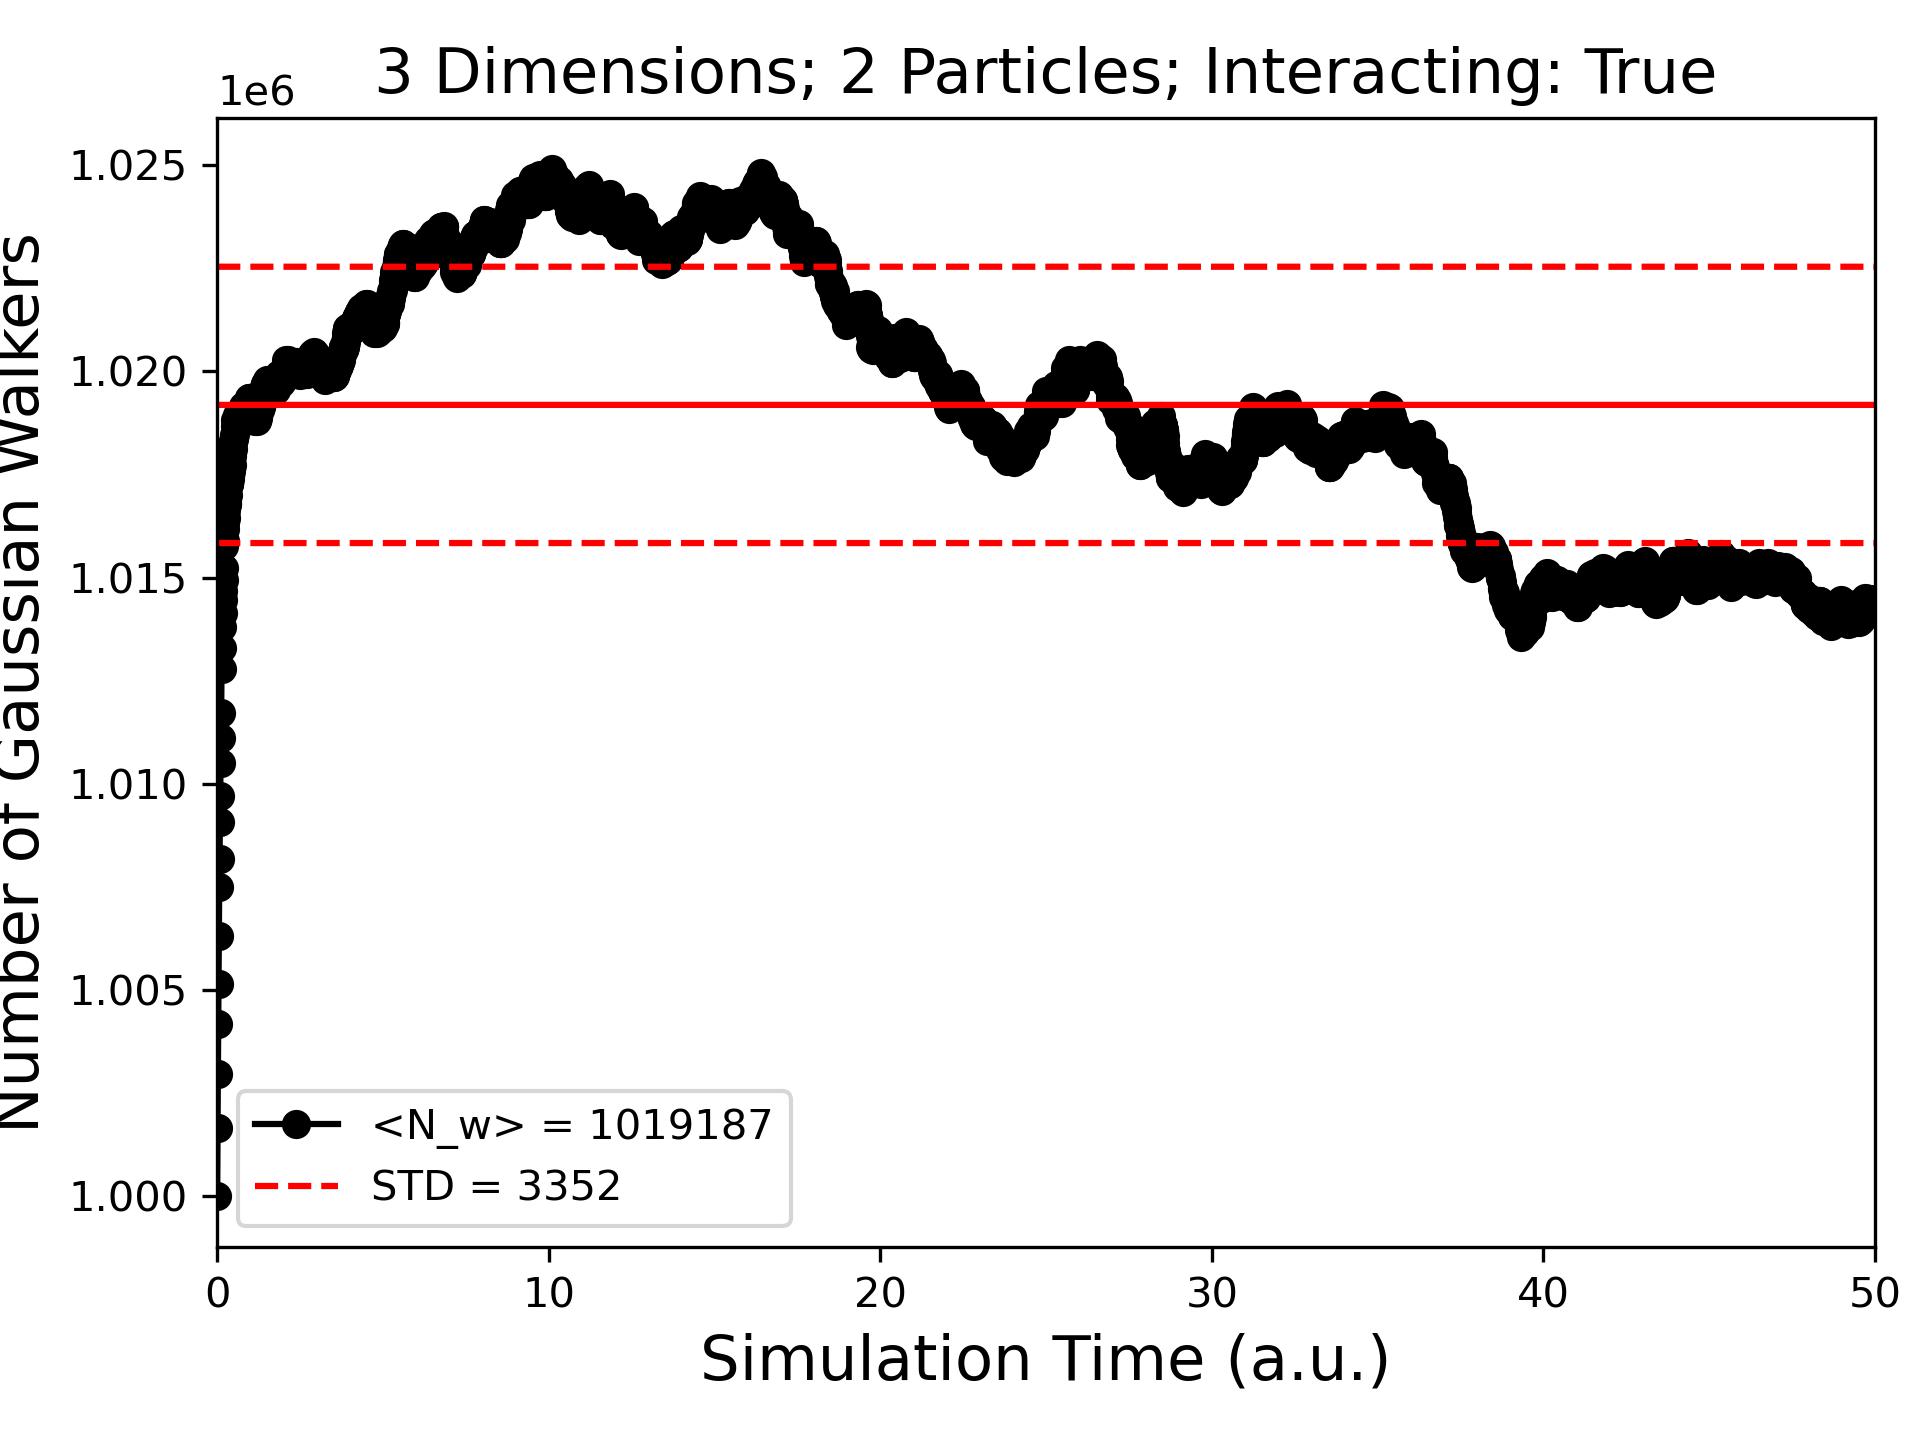 3 Dimensions; 2 Particles; Interacting: True
1e6
1.025
1.020
1.015
1.010
1.005
1.000
Number of Gaussian Walkers
<N_w> = 1019187
STD = 3352
0 10 20 30 40 50
Simulation Time (a.u.)